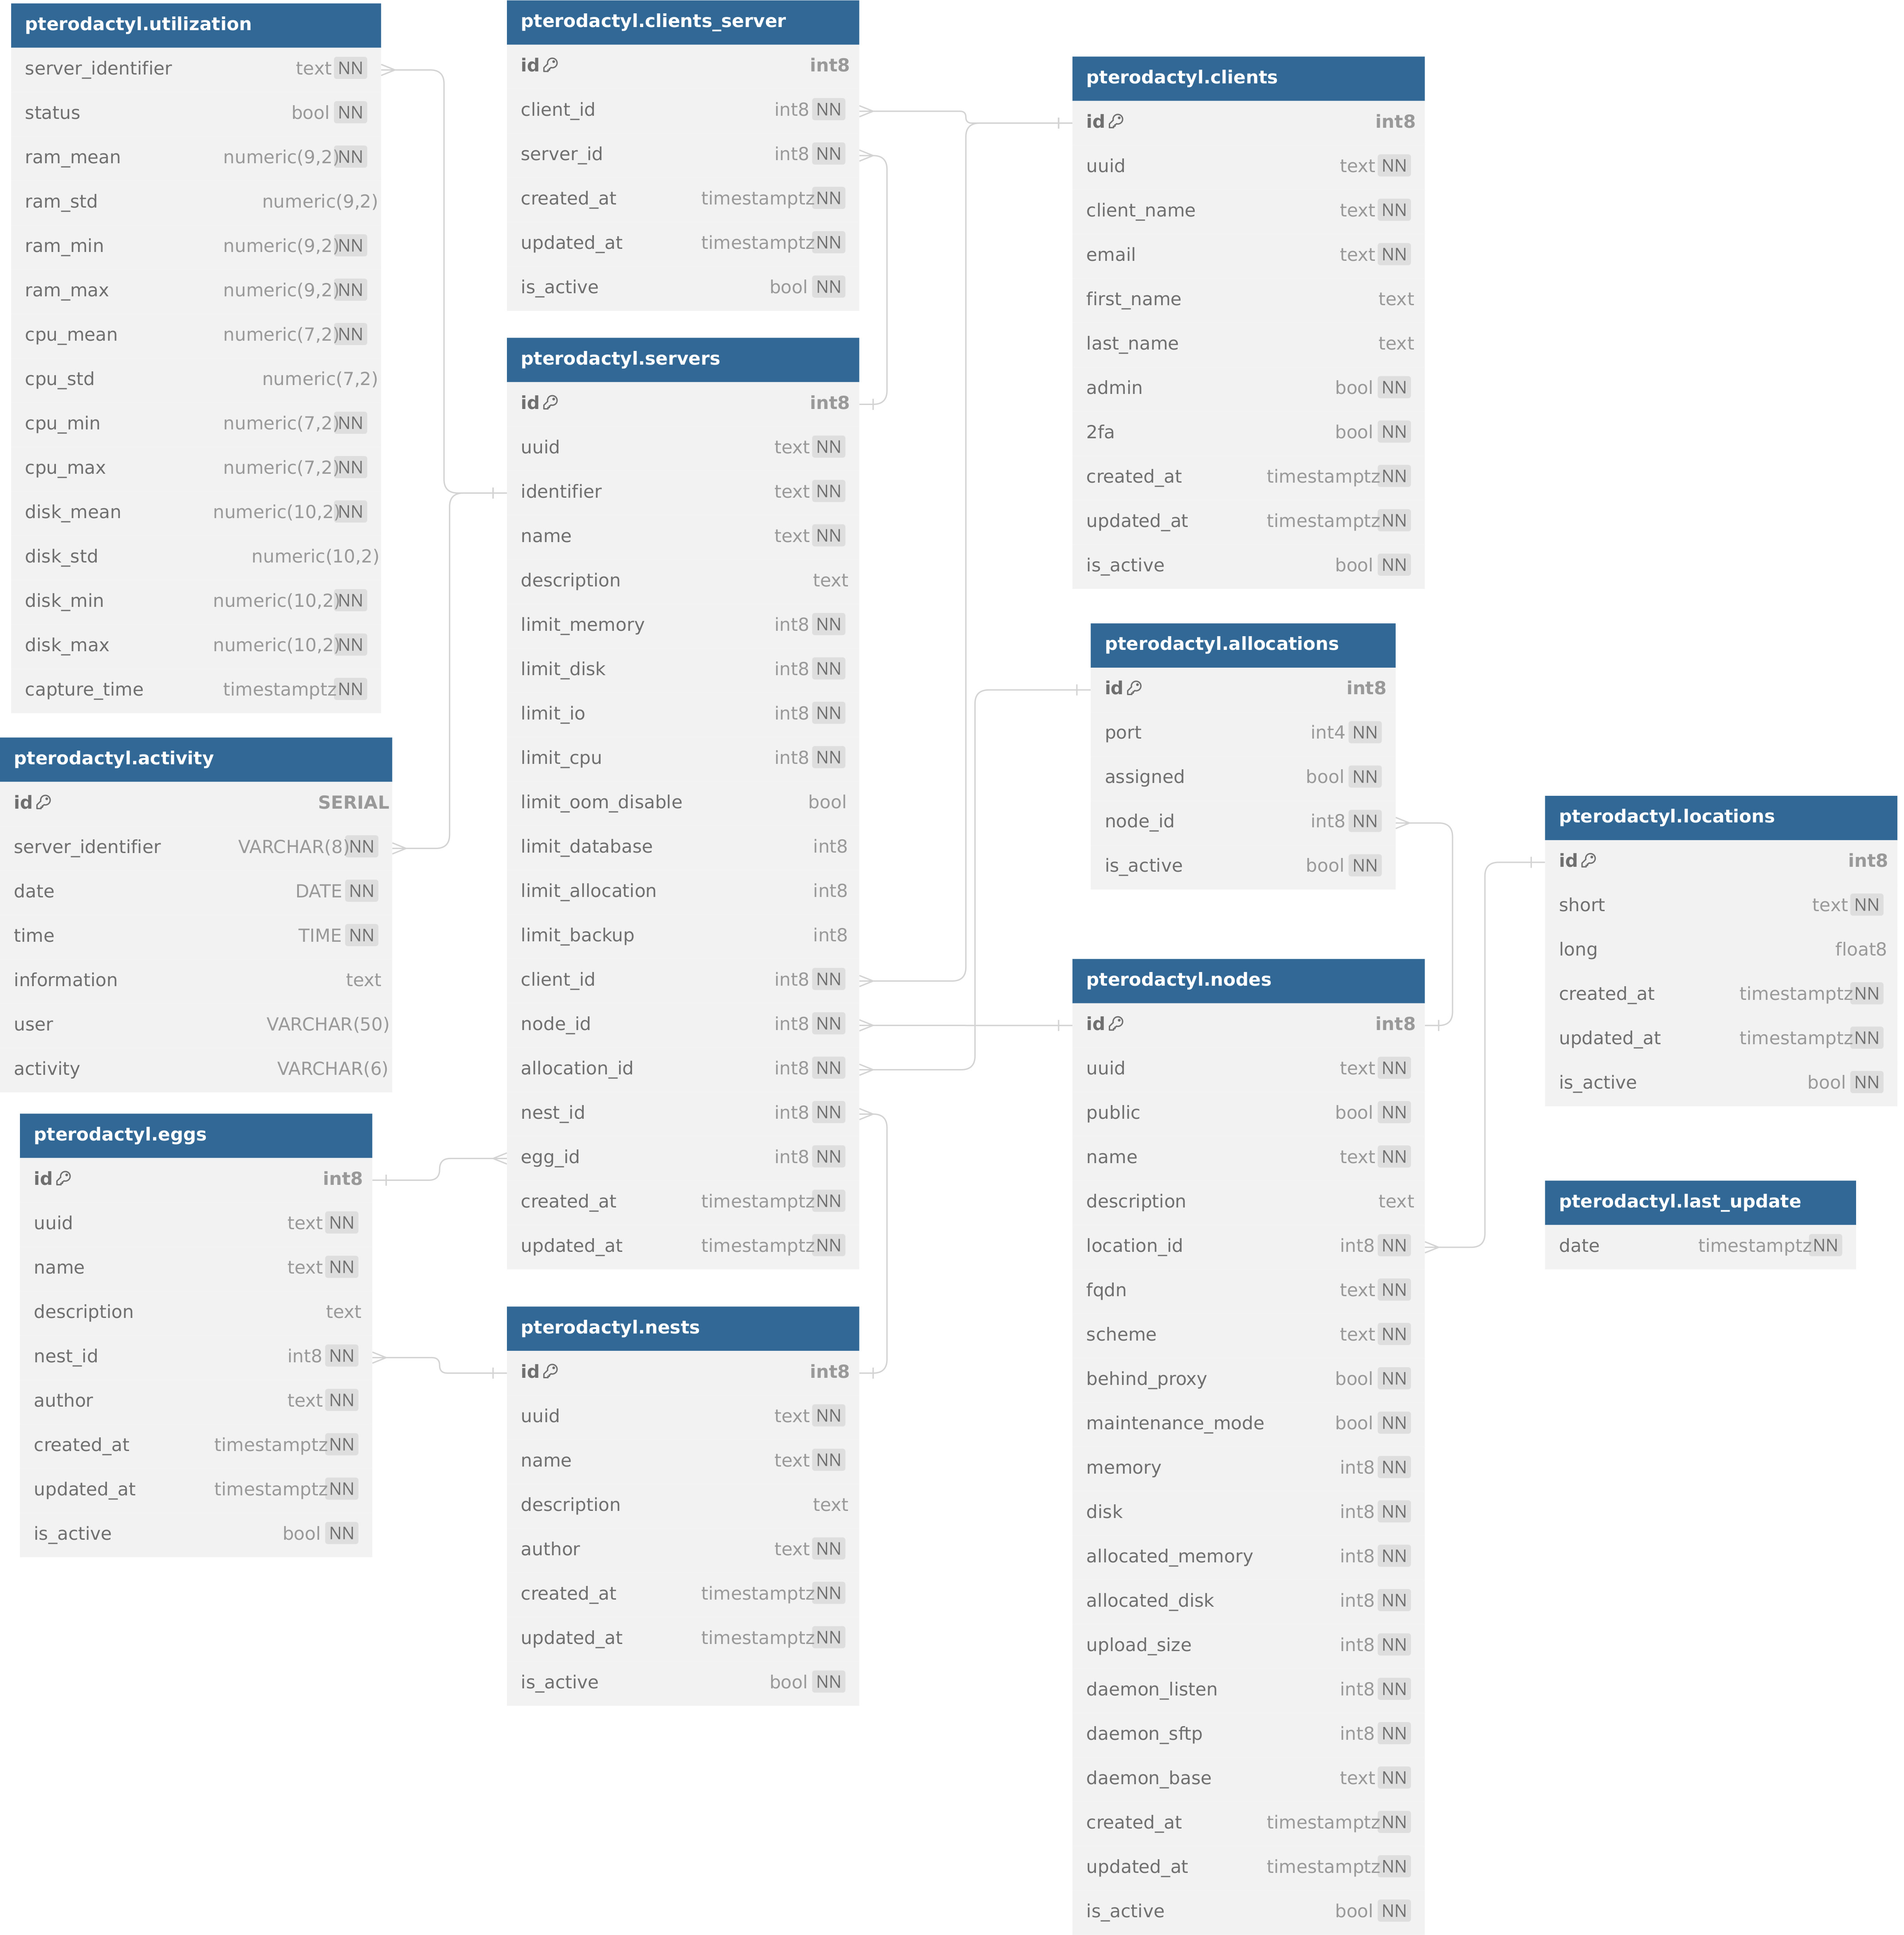 pterodactyl.utilization
server_identifier text NN
status bool NN
ram_mean numeric(9,2) NN
ram_std numeric(9,2)
ram_min numeric(9,2) NN
ram_max numeric(9,2) NN
cpu_mean numeric(7,2) NN
cpu_std numeric(7,2)
cpu_min numeric(7,2) NN
cpu_max numeric(7,2) NN
disk_mean numeric(10,2) NN
disk_std numeric(10,2)
disk_min numeric(10,2) NN
disk_max numeric(10,2) NN
capture_time timestamptz NN
pterodactyl.activity
id SERIAL
server_identifier VARCHAR(8) NN
date DATE NN
time TIME NN
information text
user VARCHAR(50)
activity VARCHAR(6)
pterodactyl.eggs
id int8
uuid text NN
name text NN
description text
nest_id int8 NN
author text NN
created_at timestamptz NN
updated_at timestamptz NN
is_active bool NN
pterodactyl.clients_server
id int8
client_id int8 NN
server_id int8 NN
created_at timestamptz NN
updated_at timestamptz NN
is_active bool NN
pterodactyl.servers
id int8
uuid text NN
identifier text NN
name text NN
description text
limit_memory int8 NN
limit_disk int8 NN
limit_io int8 NN
limit_cpu int8 NN
limit_oom_disable bool
limit_database int8
limit_allocation int8
limit_backup int8
client_id int8 NN
node_id int8 NN
allocation_id int8 NN
nest_id int8 NN
egg_id int8 NN
created_at timestamptz NN
updated_at timestamptz NN
pterodactyl.nests
id int8
uuid text NN
name text NN
description text
author text NN
created_at timestamptz NN
updated_at timestamptz NN
is_active bool NN
pterodactyl.clients
id int8
uuid text NN
client_name text NN
email text NN
first_name text
last_name text
admin bool NN
2fa bool NN
created_at timestamptz NN
updated_at timestamptz NN
is_active bool NN
pterodactyl.allocations
id int8
port int4 NN
assigned bool NN
node_id int8 NN
is_active bool NN
pterodactyl.nodes
id int8
uuid text NN
public bool NN
name text NN
description text
location_id int8 NN
fqdn text NN
scheme text NN
behind_proxy bool NN
maintenance_mode bool NN
memory int8 NN
disk int8 NN
allocated_memory int8 NN
allocated_disk int8 NN
upload_size int8 NN
daemon_listen int8 NN
daemon_sftp int8 NN
daemon_base text NN
created_at timestamptz NN
updated_at timestamptz NN
is_active bool NN
pterodactyl.locations
id int8
short text NN
long float8
created_at timestamptz NN
updated_at timestamptz NN
is_active bool NN
pterodactyl.last_update
date timestamptz NN